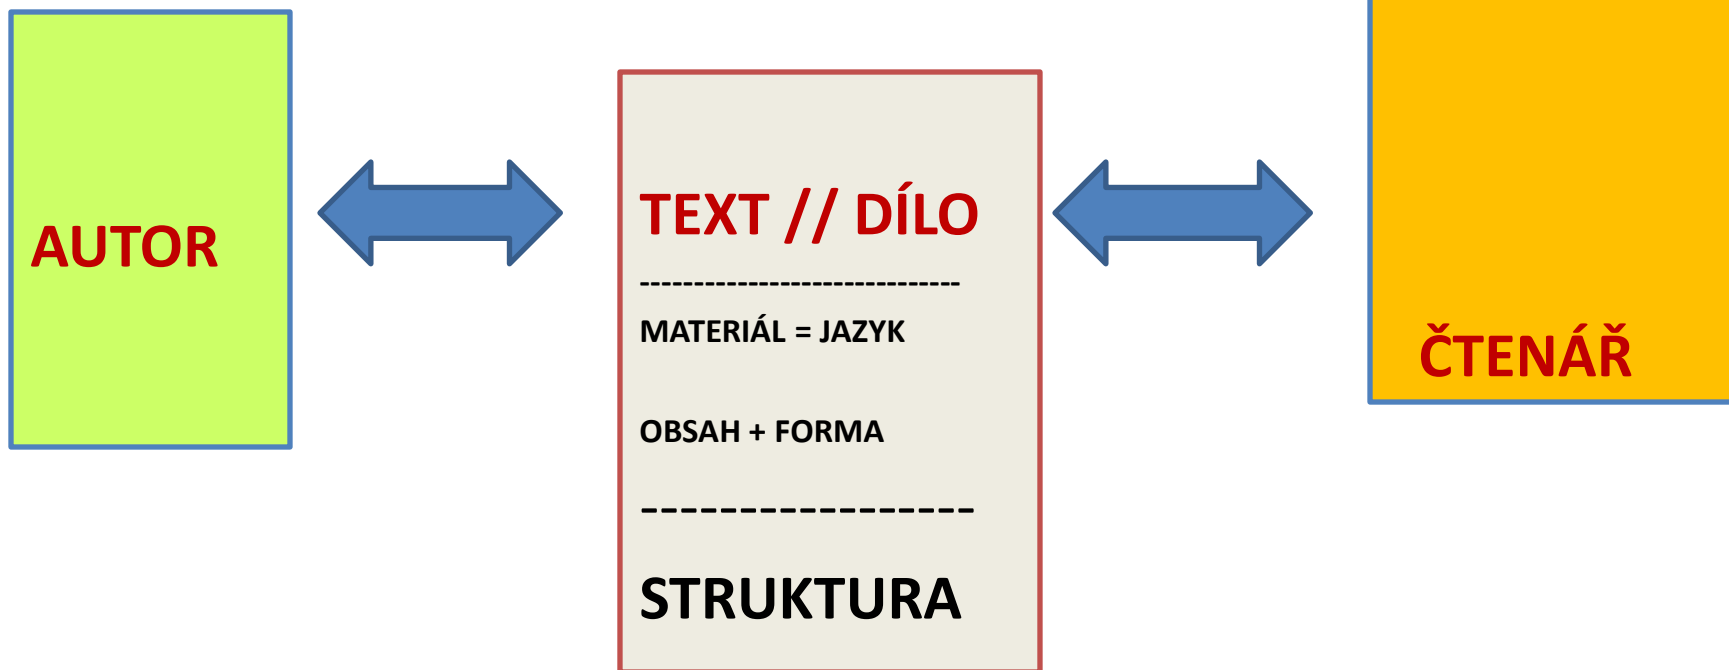 AUTOR
TEXT // DÍLO
------------------------------
MATERIÁL = JAZYK
OBSAH + FORMA
-----------------
STRUKTURA
ČTENÁŘ